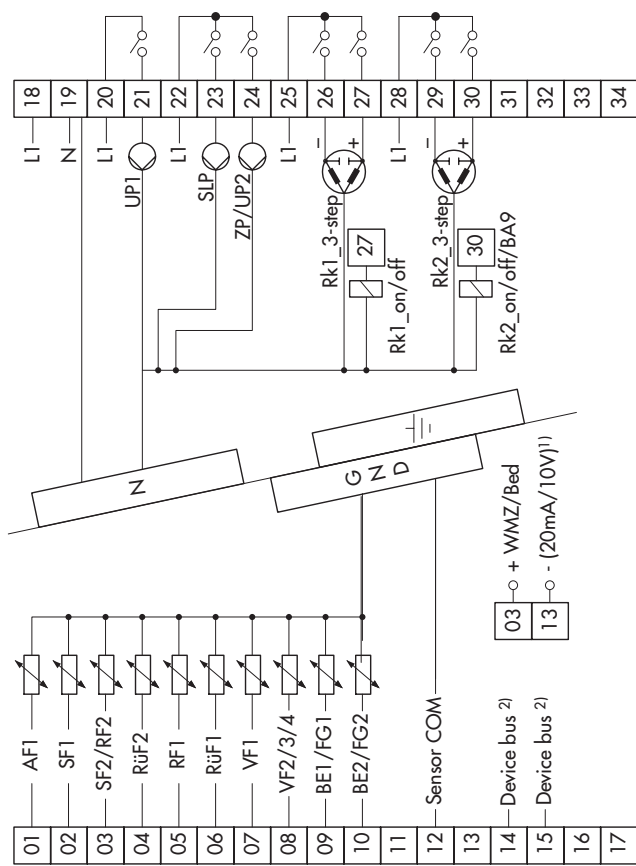 18
19
20
21
22
23
24
25
26
27
28
29
30
31
32
33
34
L1
N
L1
UP1
L1
SLP
ZP/UP2
L1
– +
Rk1_3-step
27
Rk1_on/off
L1
– +
Rk2_3-step
30
Rk2_on/off/BA9
N
GND
AF1
SF1
SF2/RF2
RüF2
RF1
RüF1
VF1
VF2/3/4
BE1/FG1
BE2/FG2
Sensor COM
03 + WMZ/Bed
13 - (20mA/10V)1)
Device bus 2)
Device bus 2)
01
02
03
04
05
06
07
08
09
10
11
12
13
14
15
16
17